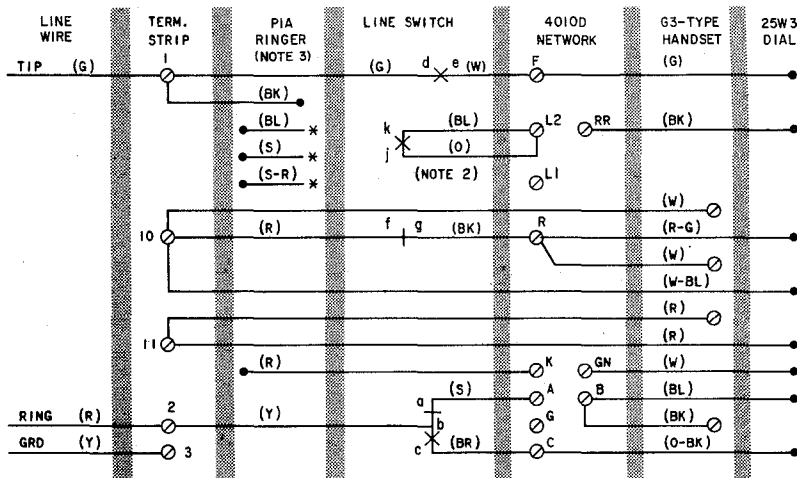 LINE WIRE
TERM. STRIP
PIA RINGER (NOTE 3)
LINE SWITCH
4010D NETWORK
G3-TYPE HANDSET
25W3 DIAL
TIP (G) 1 (G) d e (W) F (G)
(BK)
(BL) * k (BL) L2 RR (BK)
(S) * j (O)
(S-R) * (NOTE 2) L1
(W)
10 (R) f g (BK) R (R-G)
(W)
(W-BL)
(R)
11 (R)
(R) K GN (W)
a (S) A B (BL)
RING (R) 2 (Y) b G (BK)
GRD (Y) 3 c (BR) C (O-BK)